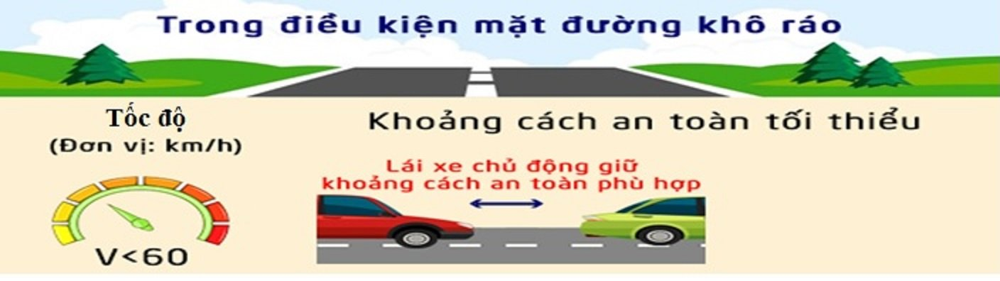 Trong điều kiện mặt đường khô ráo
Tốc độ
(Đơn vị: km/h)
V<60
Khoảng cách an toàn tối thiểu
Lái xe chủ động giữ
khoảng cách an toàn phù hợp